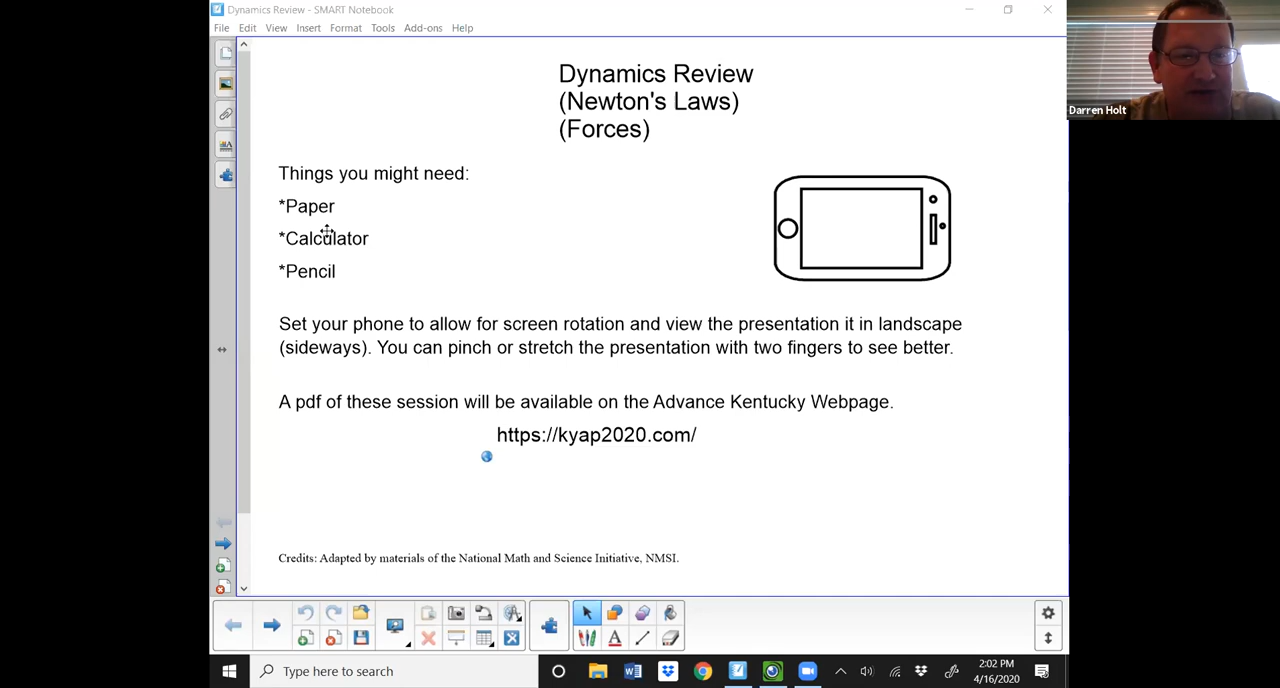 Dynamics Review - SMART Notebook
File Edit View Insert Format Tools Add-ons Help
Darren Holt
Dynamics Review
(Newton's Laws)
(Forces)
Things you might need:
*Paper
*Calculator
*Pencil
Set your phone to allow for screen rotation and view the presentation it in landscape
(sideways). You can pinch or stretch the presentation with two fingers to see better.
A pdf of these session will be available on the Advance Kentucky Webpage.
https://kyap2020.com/
Credits: Adapted by materials of the National Math and Science Initiative, NMSI.
Type here to search
2:02 PM
4/16/2020